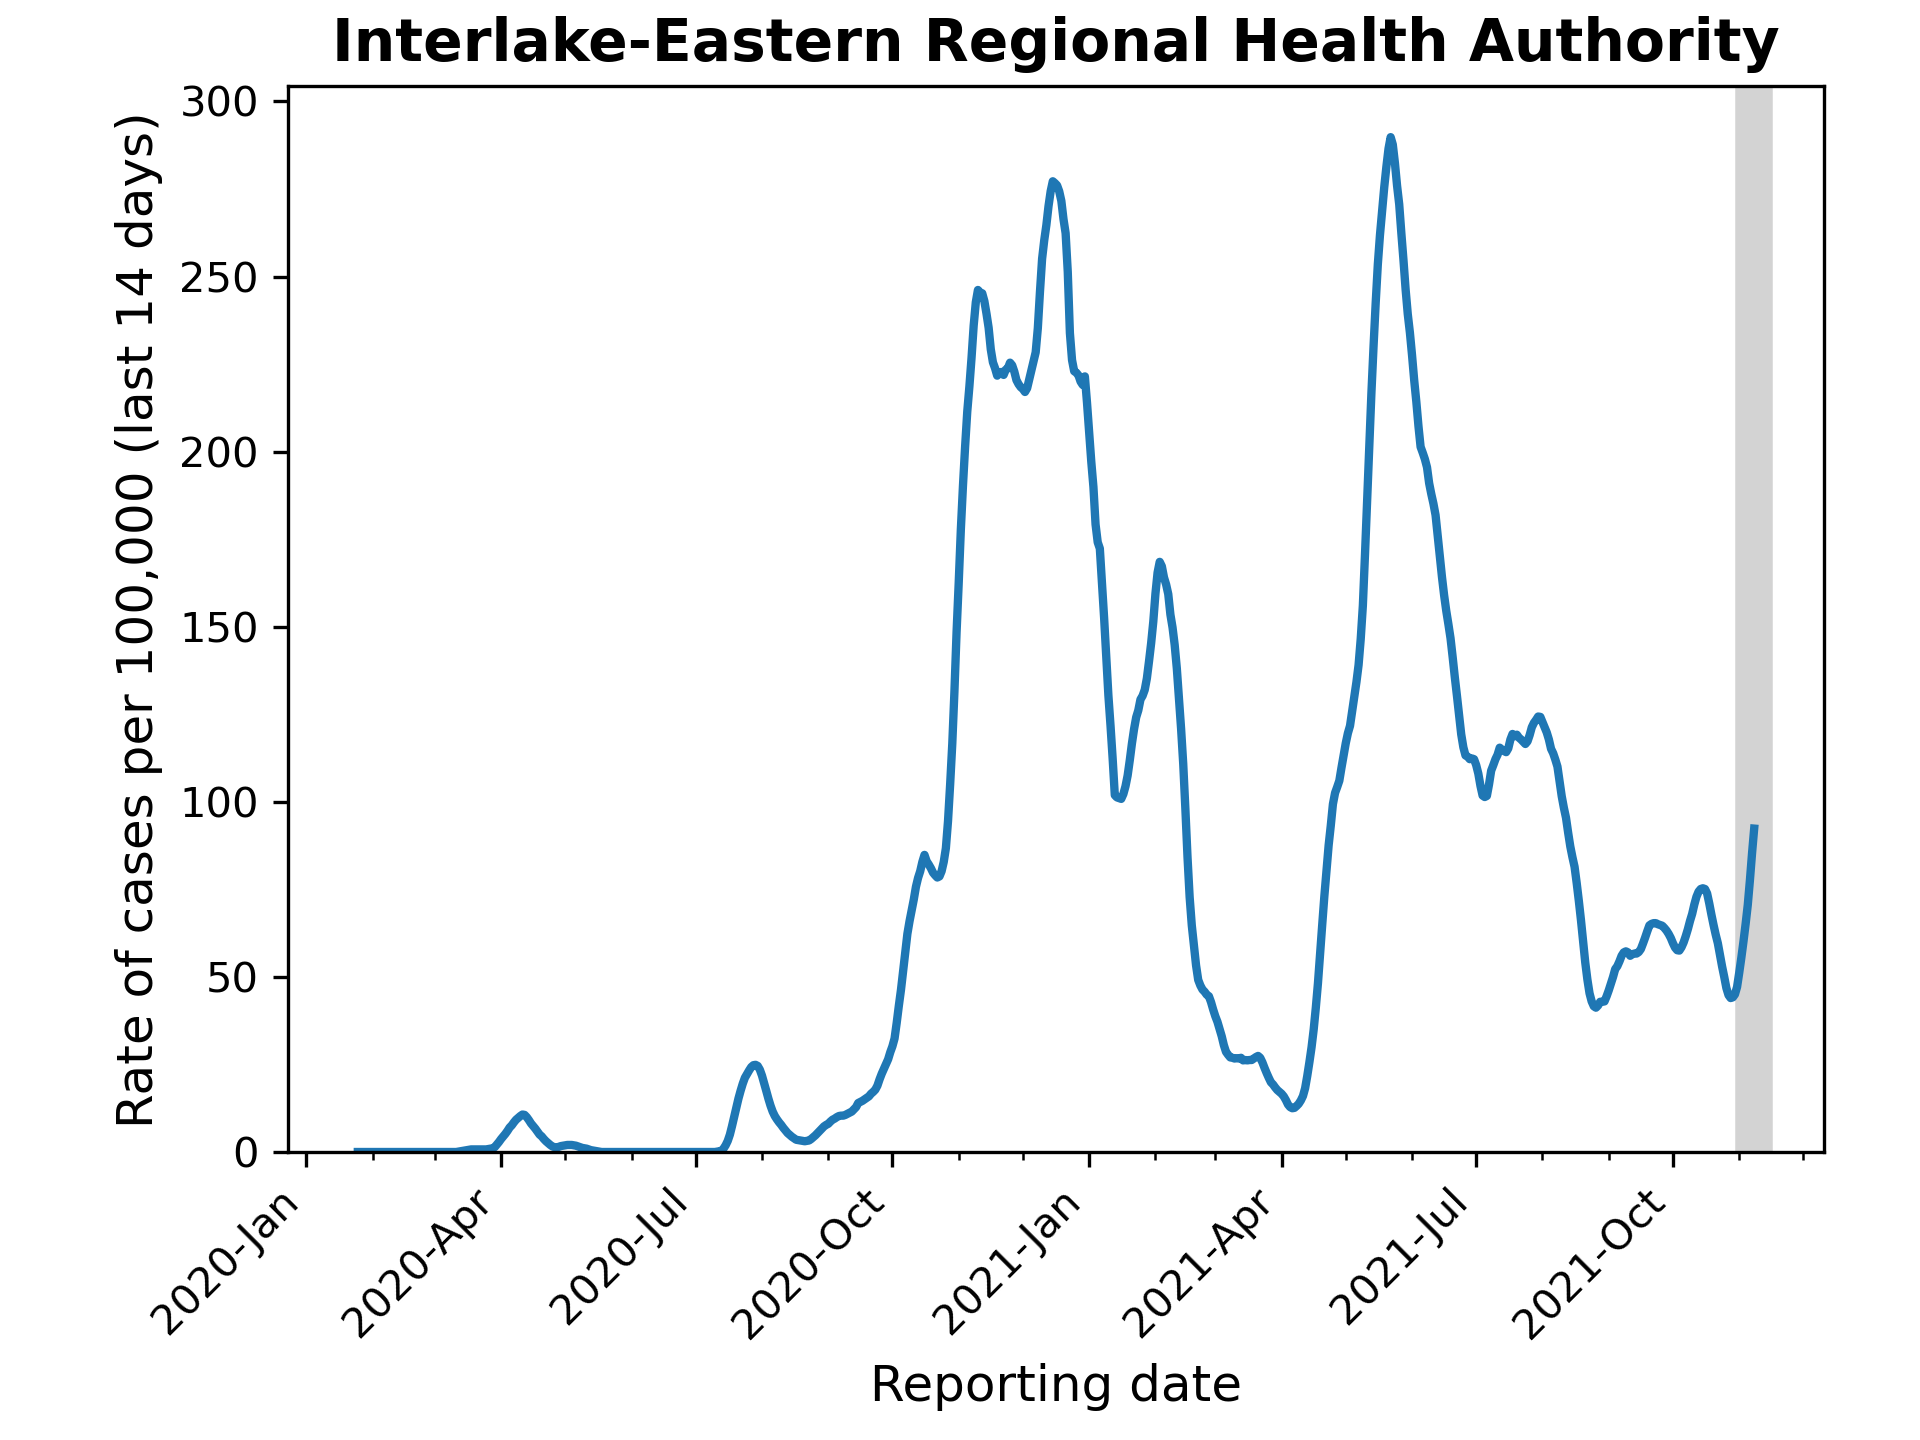 Interlake-Eastern Regional Health Authority
Rate of cases per 100,000 (last 14 days)
300
250
200
150
100
50
0
2020-Jan
2020-Apr
2020-Jul
2020-Oct
2021-Jan
2021-Apr
2021-Jul
2021-Oct
Reporting date